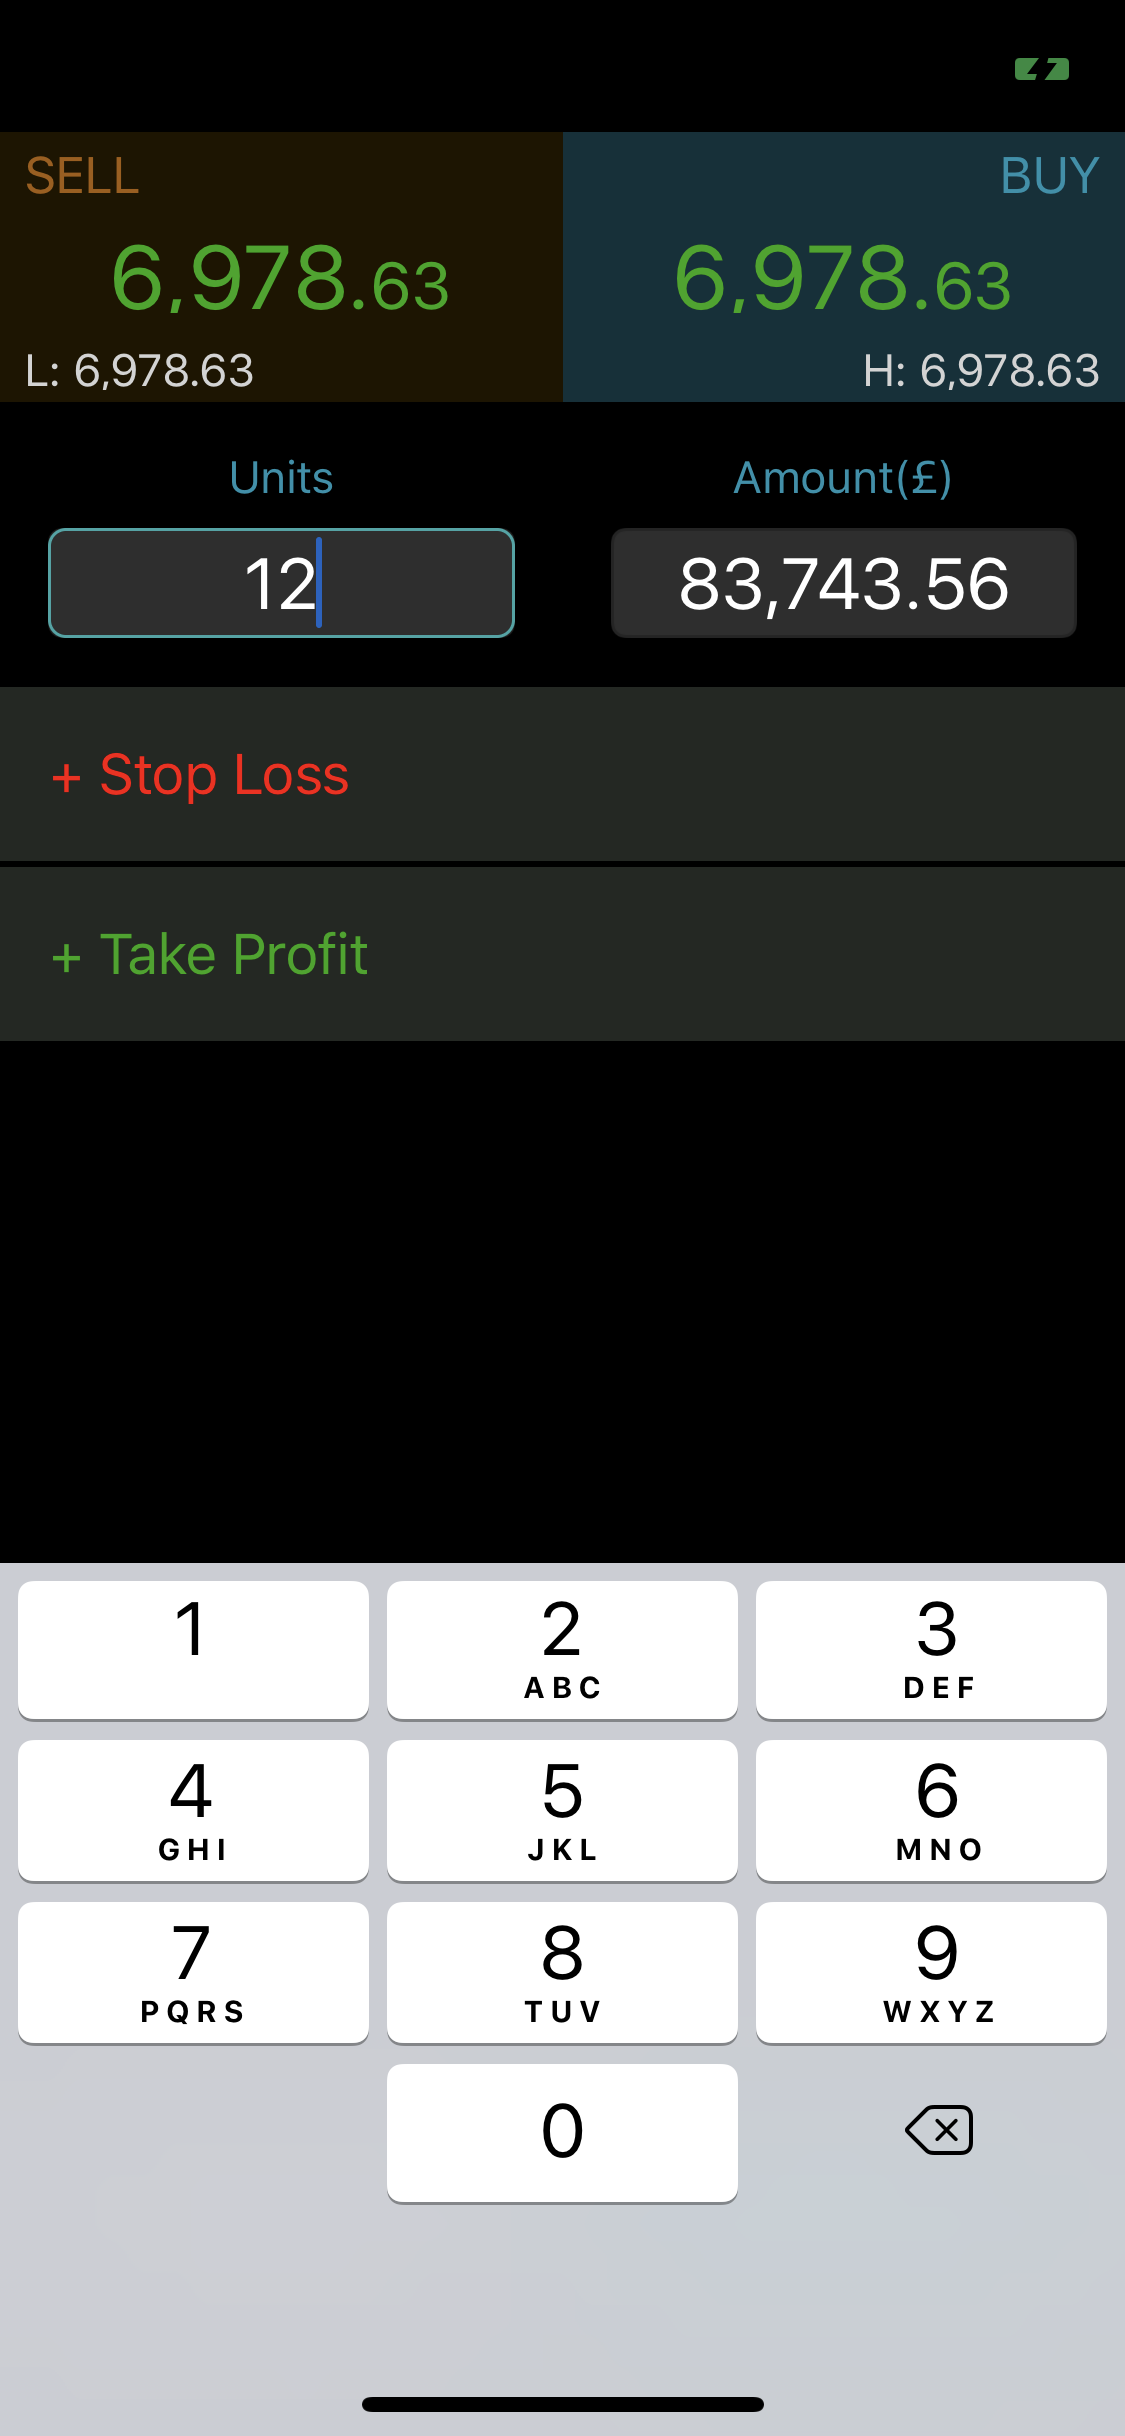 SELL
BUY
6,978.63
6,978.63
L: 6,978.63
H: 6,978.63
Units
Amount(£)
12
83,743.56
+ Stop Loss
+ Take Profit
1
2
3
ABC
DEF
4
5
6
GHI
JKL
MNO
7
8
9
PQRS
TUV
WXYZ
0